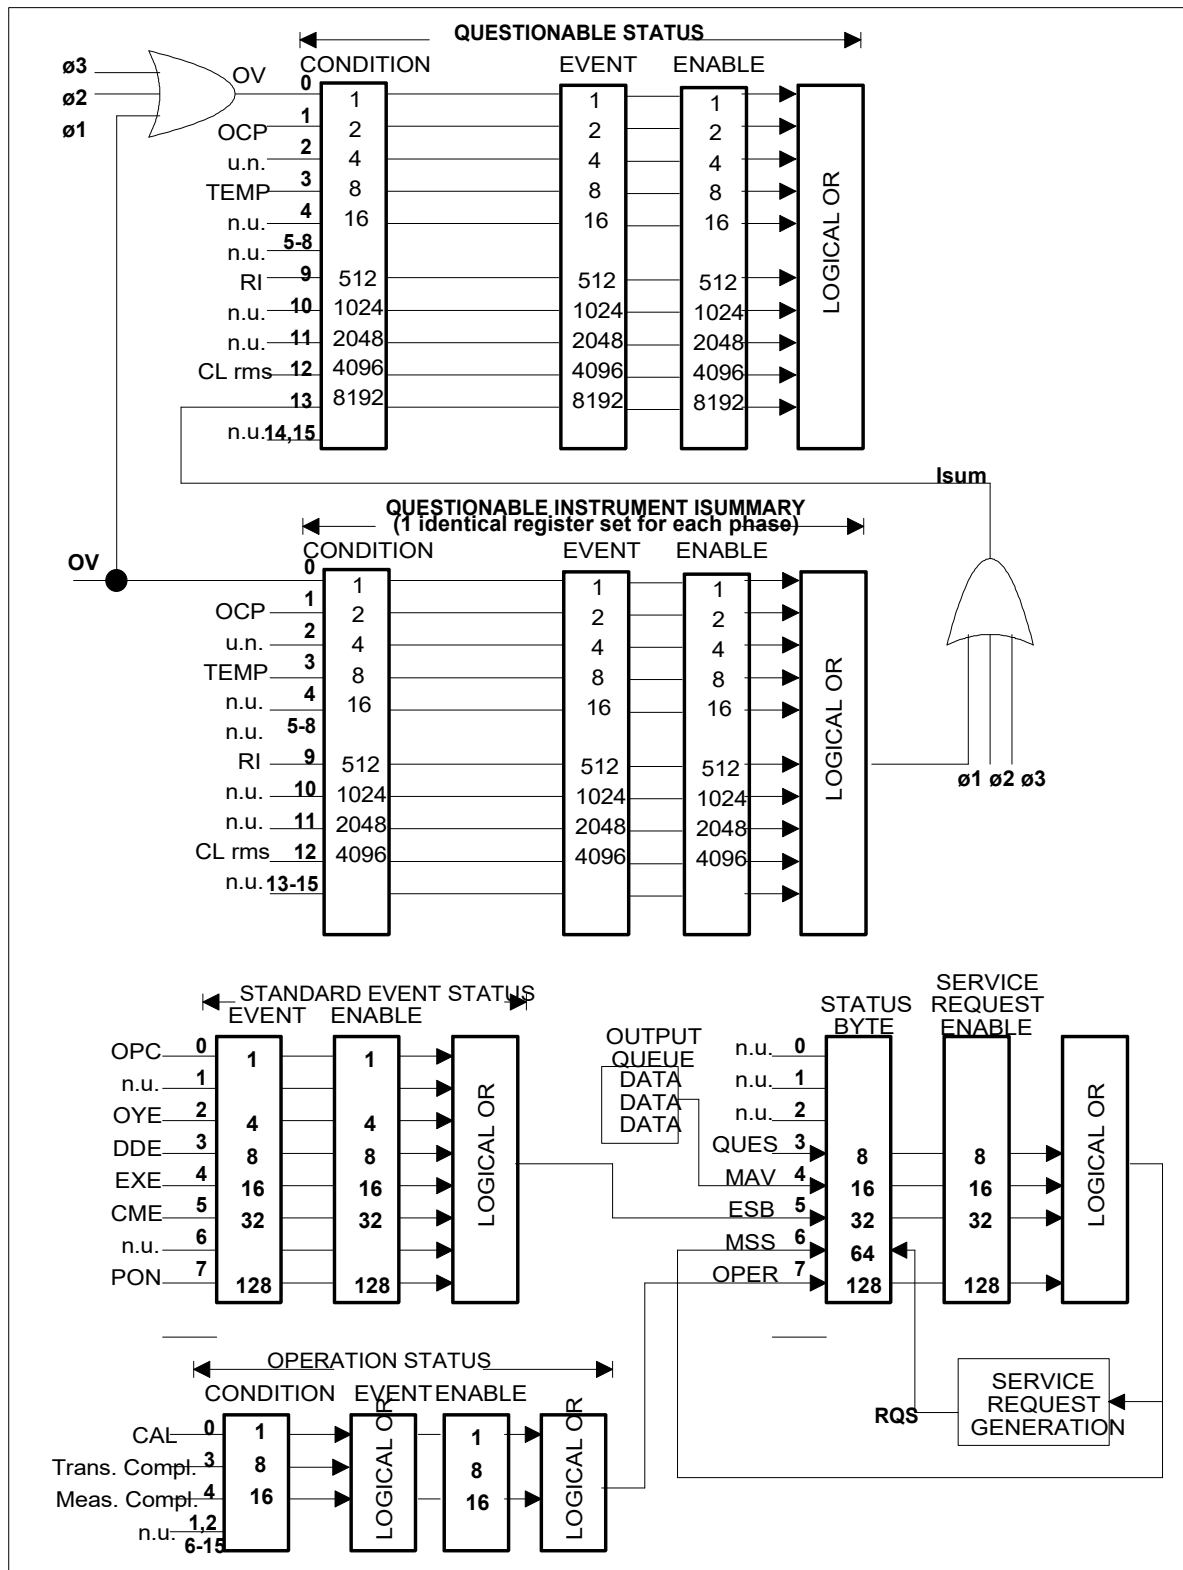 QUESTIONABLE STATUS
CONDITION EVENT ENABLE
ø3
ø2
ø1
OV 0 1 1 1
OCP 1 2 2 2
u.n. 2 4 4 4
TEMP 3 8 8 8
n.u. 4 16 16 16
n.u. 5-8
RI 9 512 512 512
n.u. 10 1024 1024 1024
n.u. 11 2048 2048 2048
CL rms 12 4096 4096 4096
13 8192 8192 8192
n.u. 14,15
LOGICAL OR
Isum
QUESTIONABLE INSTRUMENT ISUMMARY
(1 identical register set for each phase)
CONDITION EVENT ENABLE
OV 0 1 1 1
OCP 1 2 2 2
u.n. 2 4 4 4
TEMP 3 8 8 8
n.u. 4 16 16 16
n.u. 5-8
RI 9 512 512 512
n.u. 10 1024 1024 1024
n.u. 11 2048 2048 2048
CL rms 12 4096 4096 4096
n.u. 13-15
LOGICAL OR
ø1 ø2 ø3
STANDARD EVENT STATUS
EVENT ENABLE
OPC 0 1 1
n.u. 1
OYE 2 4 4
DDE 3 8 8
EXE 4 16 16
CME 5 32 32
n.u. 6
PON 7 128 128
LOGICAL OR
OUTPUT
QUEUE
DATA
DATA
DATA
STATUS
BYTE
SERVICE
REQUEST
ENABLE
n.u. 0
n.u. 1
n.u. 2
QUES 3 8 8
MAV 4 16 16
ESB 5 32 32
MSS 6 64
OPER 7 128 128
LOGICAL OR
OPERATION STATUS
CONDITION EVENT ENABLE
CAL 0 1 1
Trans. Compl. 3 8 8
Meas. Compl. 4 16 16
n.u. 1,2
6-15
LOGICAL OR
LOGICAL OR
RQS
SERVICE
REQUEST
GENERATION